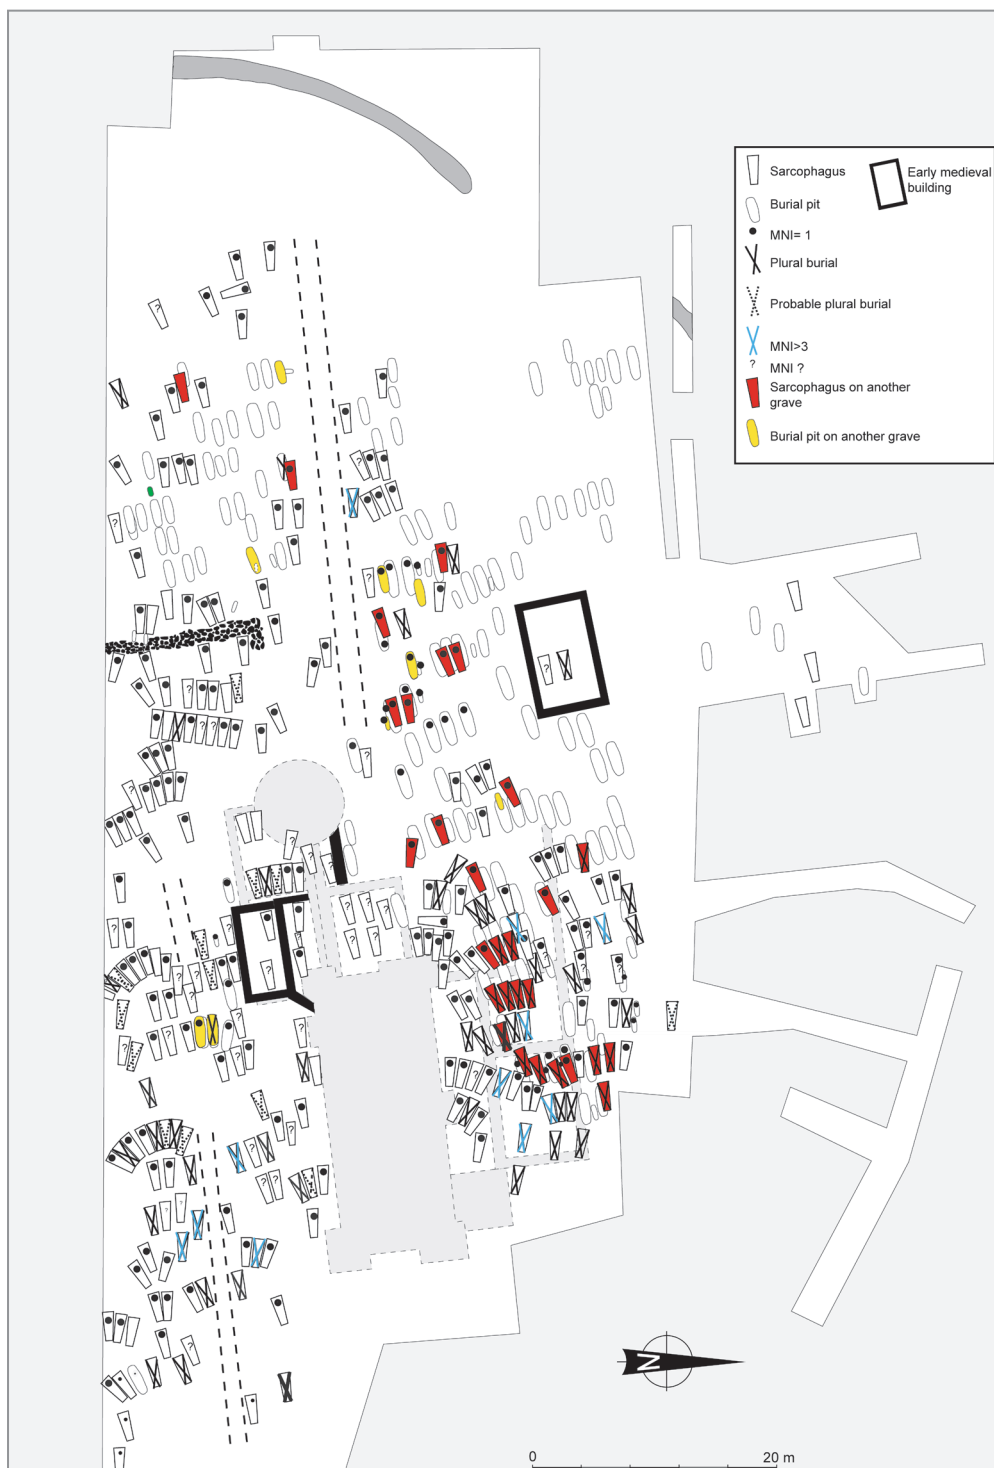 Sarcophagus
Early medieval
building
Burial pit
MNI= 1
Plural burial
Probable plural burial
MNI>3
? MNI ?
Sarcophagus on another
grave
Burial pit on another grave
N
0 20 m